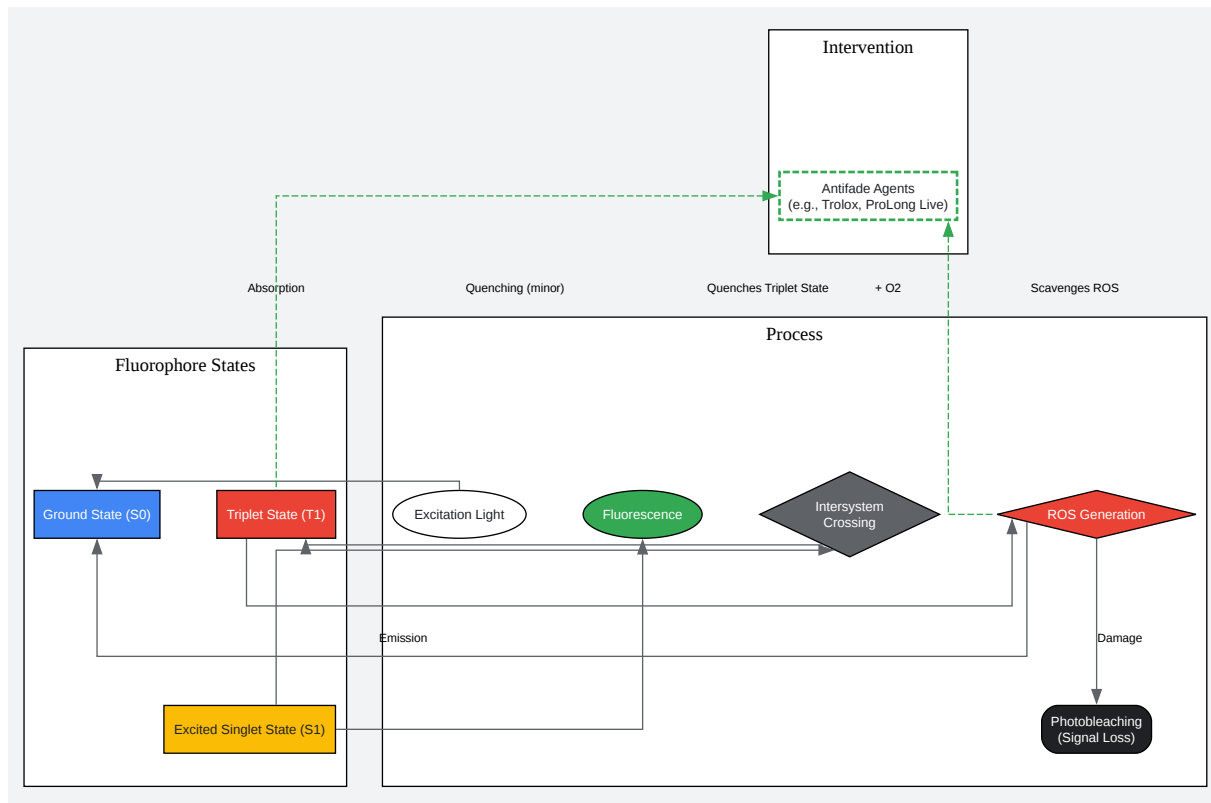 Intervention
Antifade Agents
(e.g., Trolox, ProLong Live)
Absorption
Quenching (minor)
Quenches Triplet State
+ O2
Scavenges ROS
Process
Fluorophore States
Ground State (S0)
Triplet State (T1)
Excitation Light
Fluorescence
Intersystem
Crossing
ROS Generation
Emission
Damage
Excited Singlet State (S1)
Photobleaching
(Signal Loss)